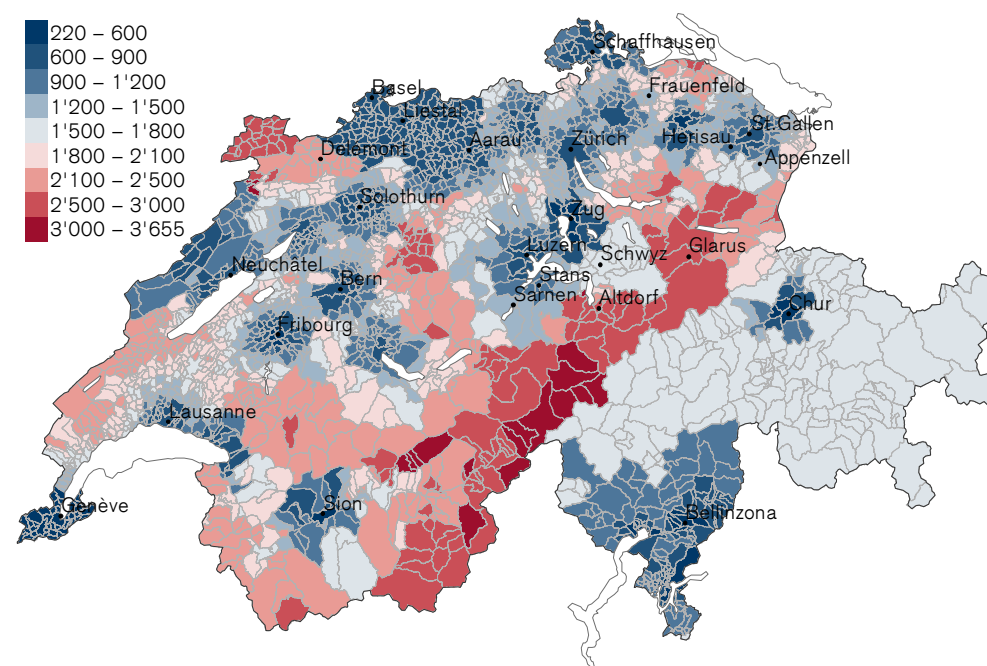 220 – 600
600 – 900
900 – 1'200
1'200 – 1'500
1'500 – 1'800
1'800 – 2'100
2'100 – 2'500
2'500 – 3'000
3'000 – 3'655
Schaffhausen
Basel
Frauenfeld
Liestal
St.Gallen
Aarau
Zürich
Herisau
Delémont
Appenzell
Solothurn
Zug
Luzern
Glarus
Schwyz
Neuchâtel
Stans
Bern
Sarnen
Altdorf
Chur
Fribourg
Lausanne
Sion
Genève
Bellinzona